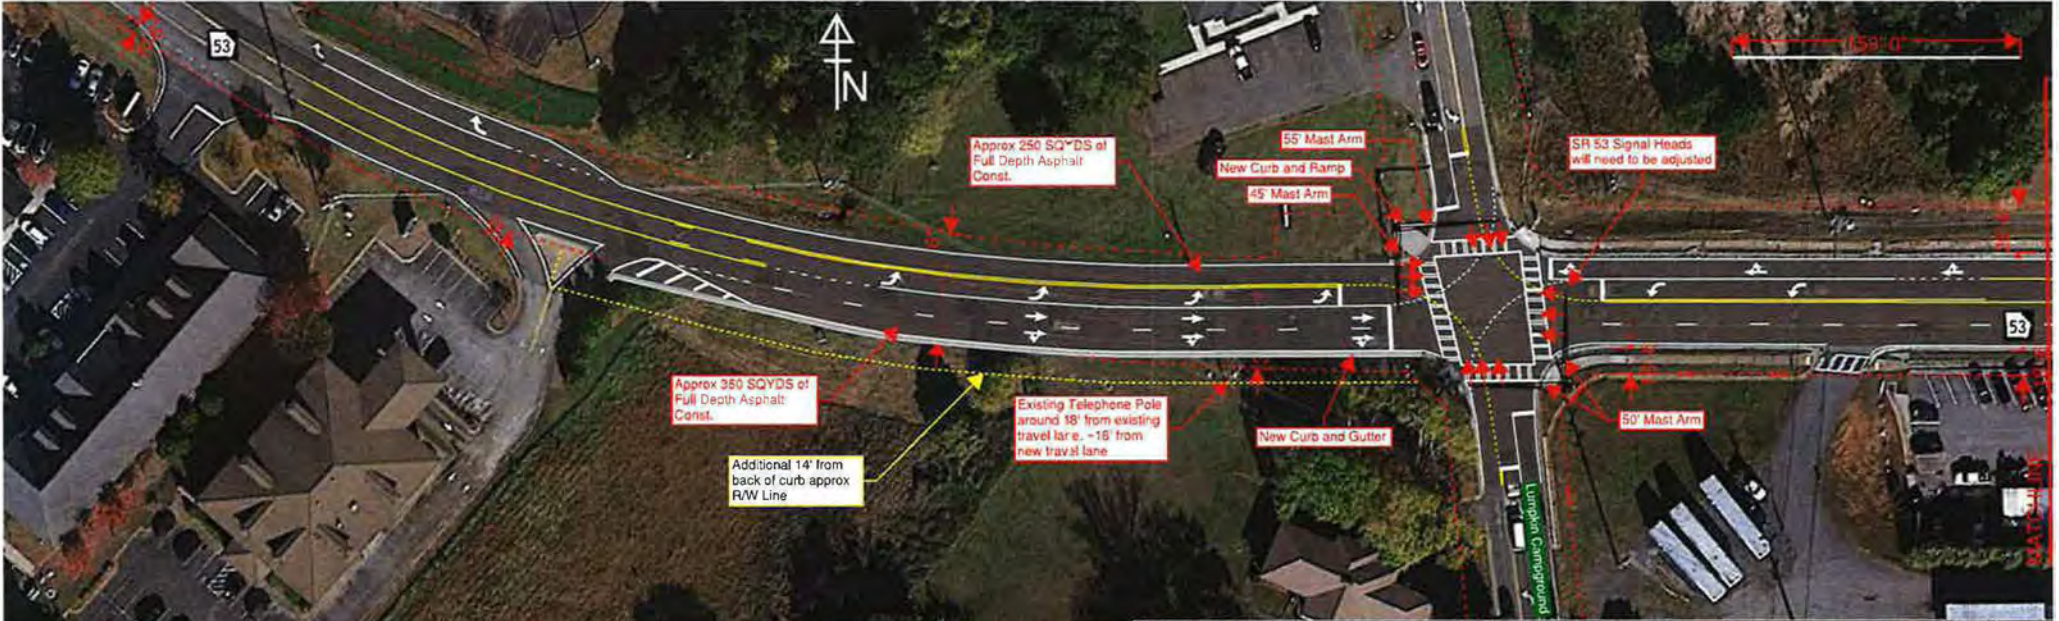 53
N
159'-0"
Approx 250 SQYDS of
Full Depth Asphalt
Const.
55' Mast Arm
New Curb and Ramp
45' Mast Arm
SR 53 Signal Heads
will need to be adjusted
53
Approx 350 SQYDS of
Full Depth Asphalt
Const.
Additional 14' from
back of curb approx
R/W Line
Existing Telephone Pole
around 18' from existing
travel lane. ~16' from
new travel lane
New Curb and Gutter
50' Mast Arm
Lumpkin Campground
MATCHLINE